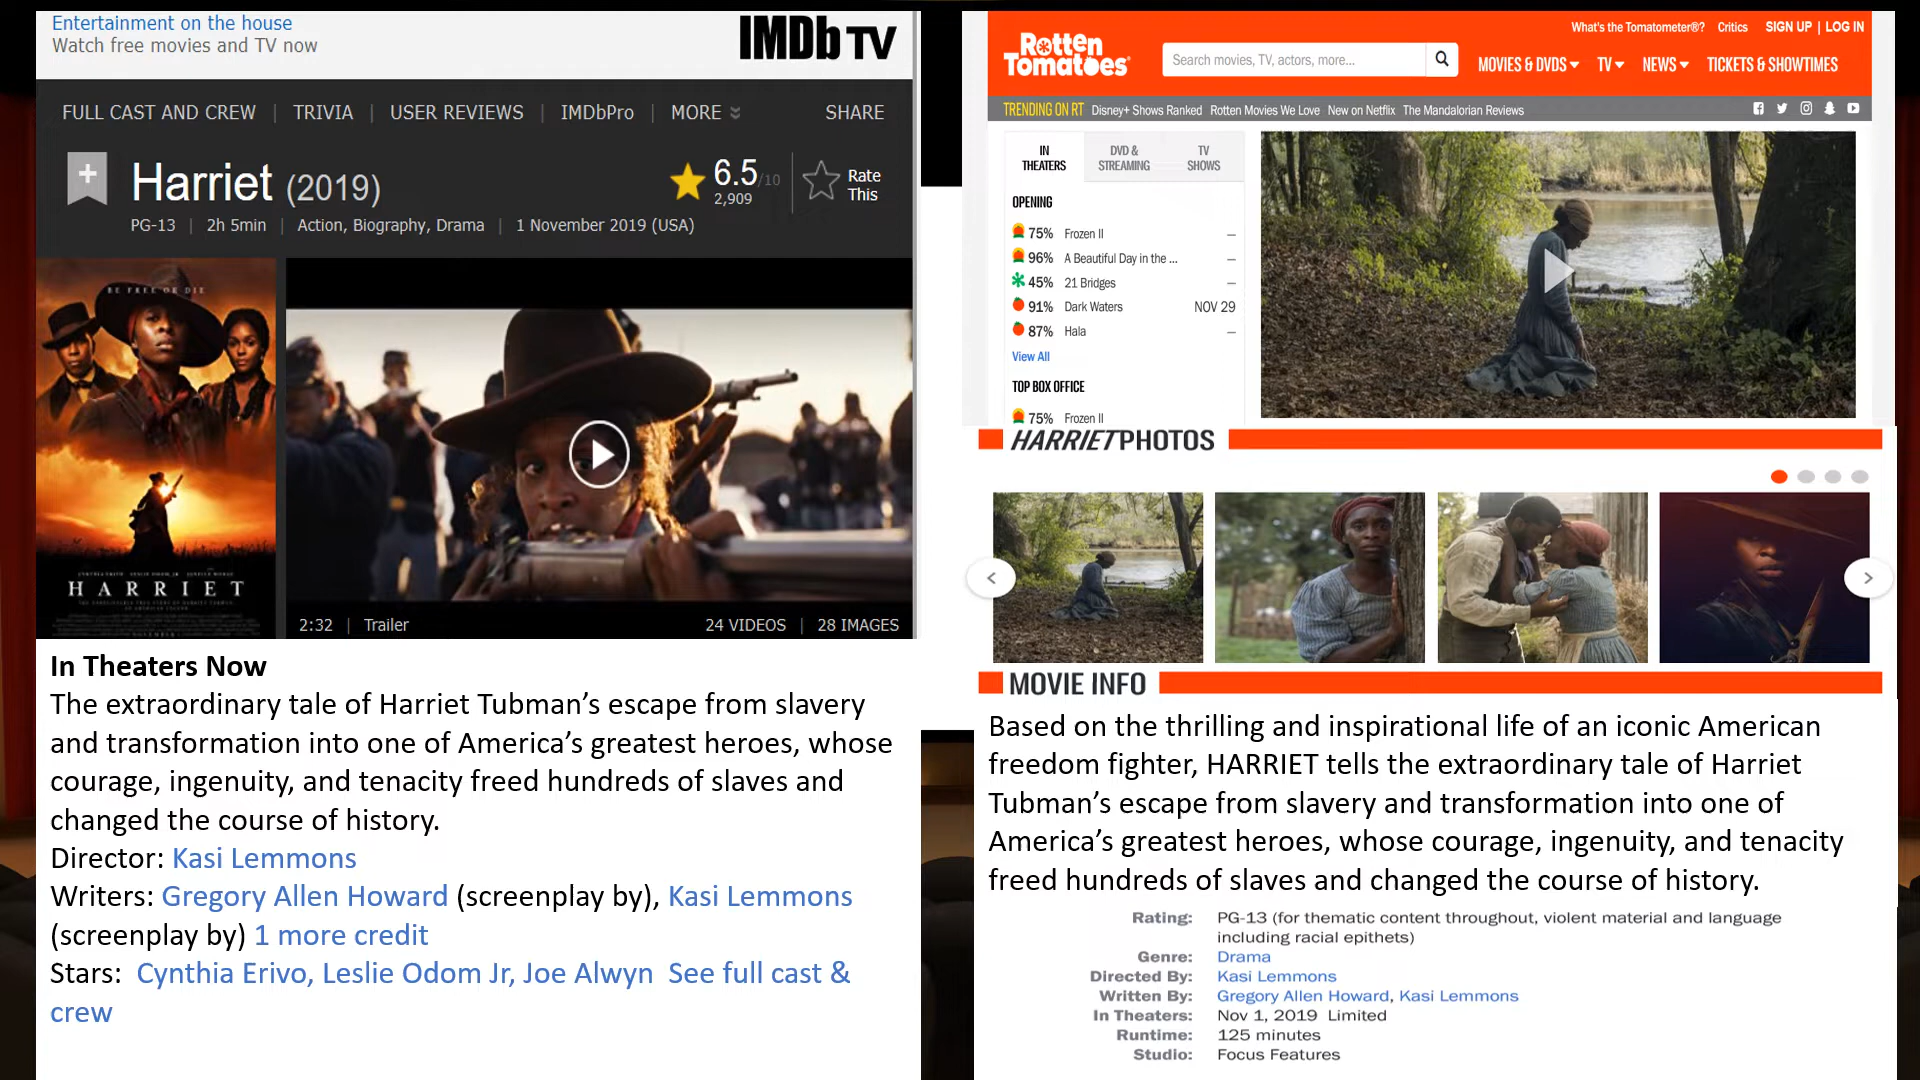 Entertainment on the house
Watch free movies and TV now
IMDb TV
FULL CAST AND CREW | TRIVIA | USER REVIEWS | IMDbPro | MORE SHARE
Harriet (2019)
6.5/10
2,909
Rate
This
PG-13 | 2h 5min | Action, Biography, Drama | 1 November 2019 (USA)
BE FREE OR DIE
HARRIET
2:32 | Trailer
24 VIDEOS | 28 IMAGES
In Theaters Now
The extraordinary tale of Harriet Tubman’s escape from slavery
and transformation into one of America’s greatest heroes, whose
courage, ingenuity, and tenacity freed hundreds of slaves and
changed the course of history.
Director: Kasi Lemmons
Writers: Gregory Allen Howard (screenplay by), Kasi Lemmons
(screenplay by) 1 more credit
Stars: Cynthia Erivo, Leslie Odom Jr, Joe Alwyn See full cast &
crew
Rotten
Tomatoes
What's the Tomatometer®? Critics SIGN UP | LOG IN
Search movies, TV, actors, more...
MOVIES & DVDS TV NEWS TICKETS & SHOWTIMES
TRENDING ON RT Disney+ Shows Ranked Rotten Movies We Love New on Netflix The Mandalorian Reviews
IN
THEATERS
DVD &
STREAMING
TV
SHOWS
OPENING
75% Frozen II –
96% A Beautiful Day in the ... –
45% 21 Bridges –
91% Dark Waters NOV 29
87% Hala –
View All
TOP BOX OFFICE
75% Frozen II
HARRIET PHOTOS
MOVIE INFO
Based on the thrilling and inspirational life of an iconic American
freedom fighter, HARRIET tells the extraordinary tale of Harriet
Tubman’s escape from slavery and transformation into one of
America’s greatest heroes, whose courage, ingenuity, and tenacity
freed hundreds of slaves and changed the course of history.
Rating: PG-13 (for thematic content throughout, violent material and language
including racial epithets)
Genre: Drama
Directed By: Kasi Lemmons
Written By: Gregory Allen Howard, Kasi Lemmons
In Theaters: Nov 1, 2019 Limited
Runtime: 125 minutes
Studio: Focus Features